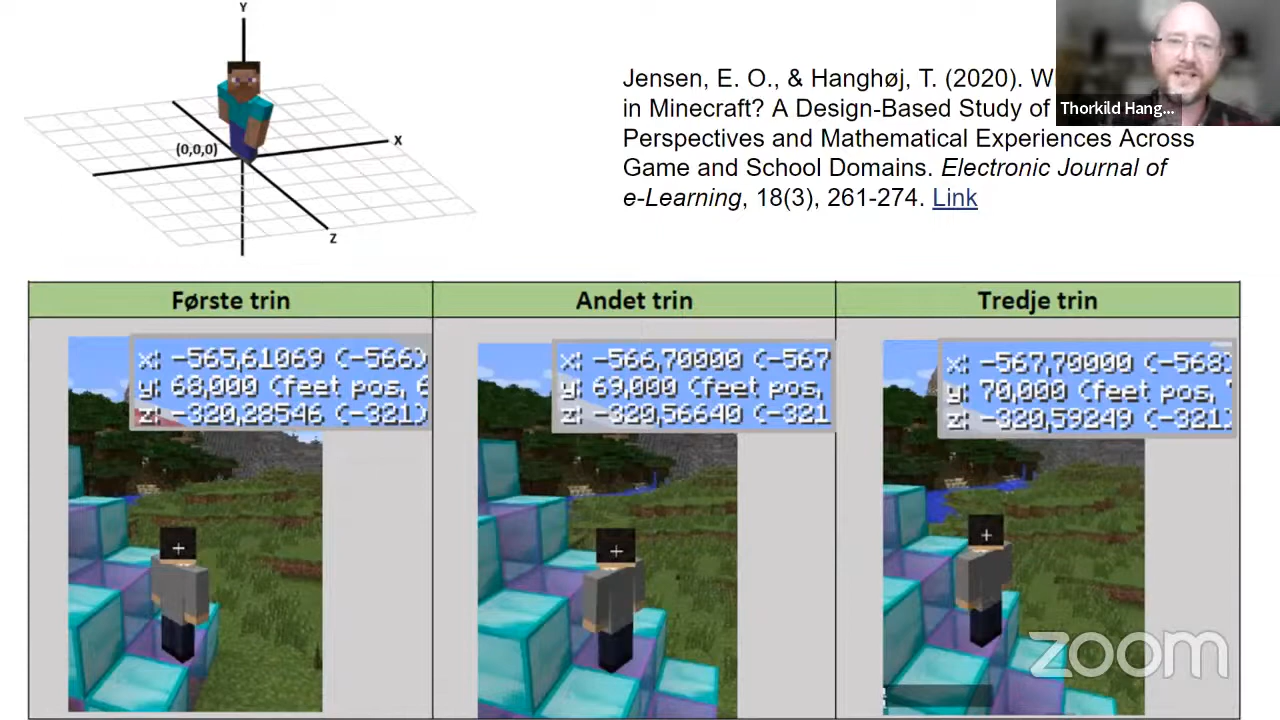 Y
(0,0,0)
X
Z
Jensen, E. O., & Hanghøj, T. (2020). W
in Minecraft? A Design-Based Study of
Perspectives and Mathematical Experiences Across
Game and School Domains. Electronic Journal of
e-Learning, 18(3), 261-274. Link
Thorkild Hang...
Første trin
Andet trin
Tredje trin
x: -565,61069 (-566)
y: 68,000 (feet pos, 6
z: -320,28546 (-321)
x: -566,70000 (-567
y: 69,000 (feet pos,
z: -320,56640 (-321
x: -567,70000 (-568)
y: 70,000 (feet pos,
z: -320,59249 (-321)
zoom